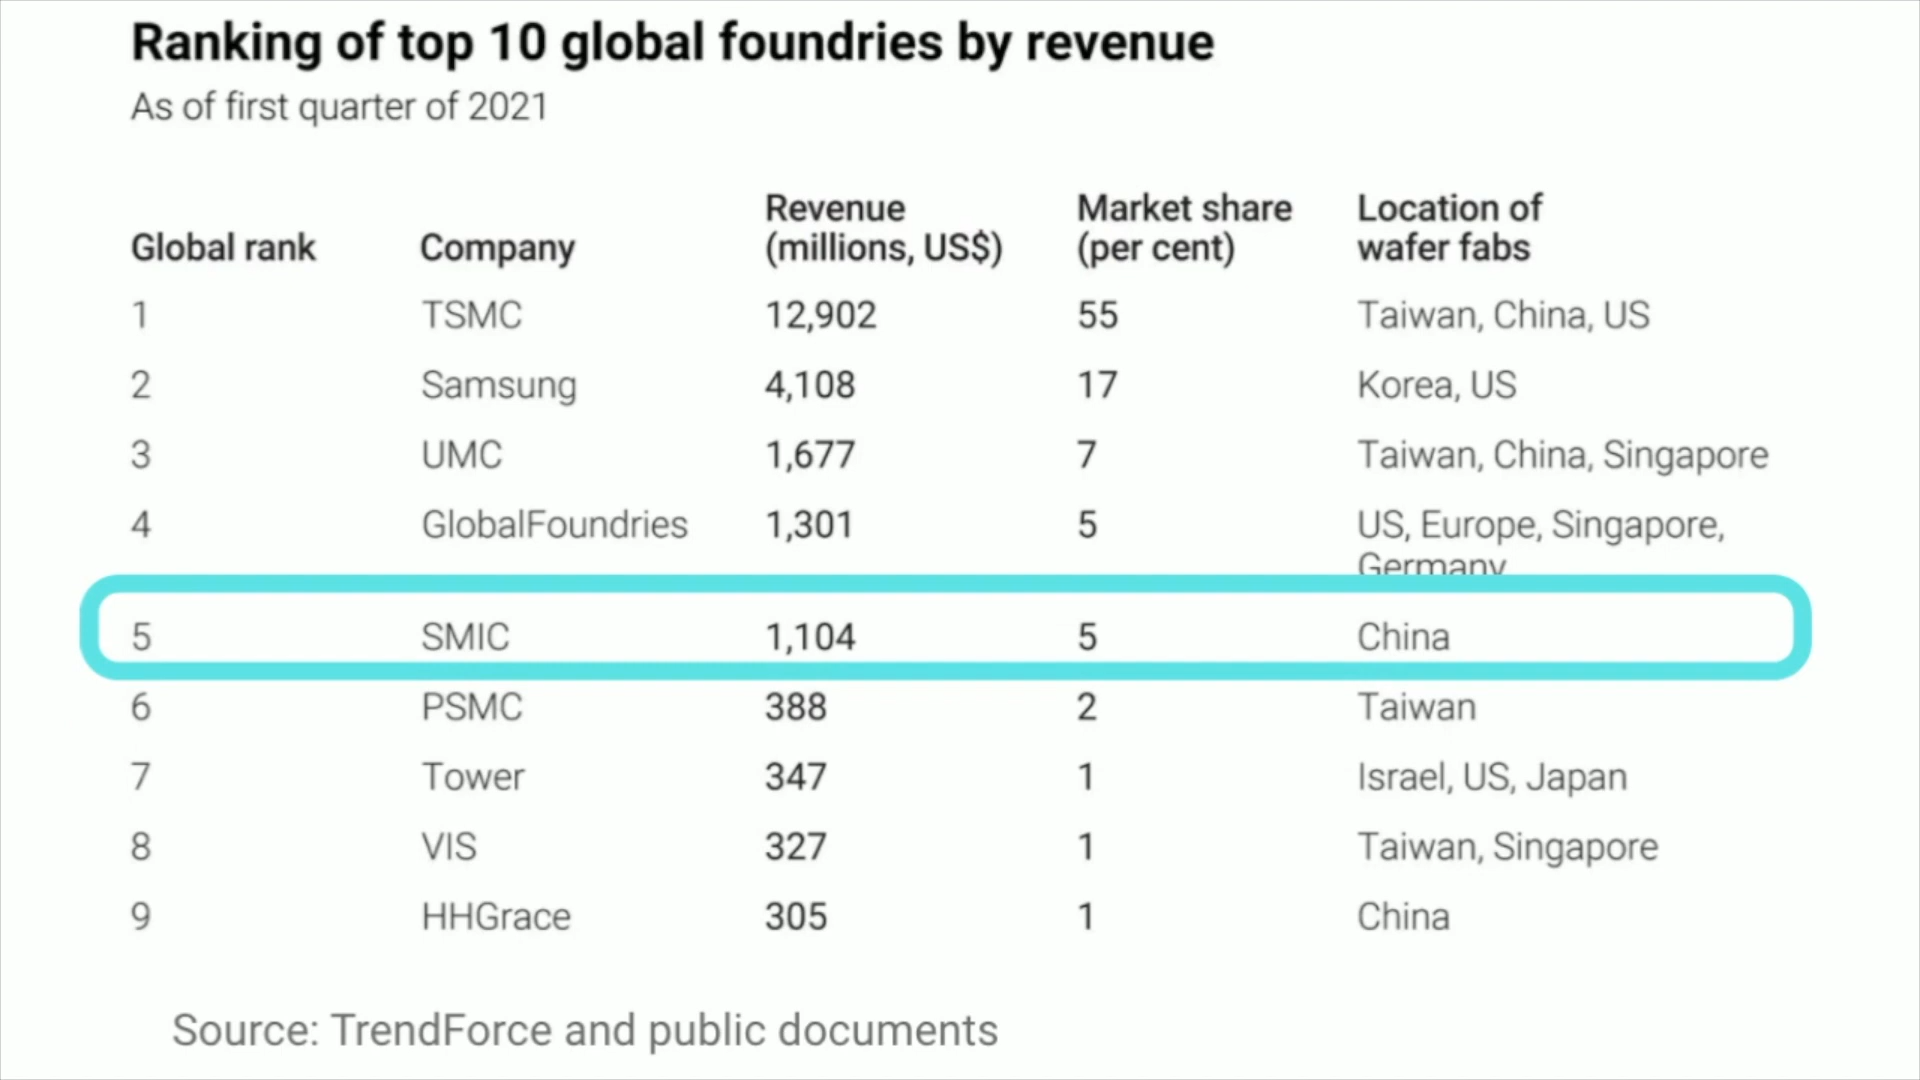 Ranking of top 10 global foundries by revenue
As of first quarter of 2021
Global rank Company Revenue (millions, US$) Market share (per cent) Location of wafer fabs
1 TSMC 12,902 55 Taiwan, China, US
2 Samsung 4,108 17 Korea, US
3 UMC 1,677 7 Taiwan, China, Singapore
4 GlobalFoundries 1,301 5 US, Europe, Singapore,
Germany
5 SMIC 1,104 5 China
6 PSMC 388 2 Taiwan
7 Tower 347 1 Israel, US, Japan
8 VIS 327 1 Taiwan, Singapore
9 HHGrace 305 1 China
Source: TrendForce and public documents